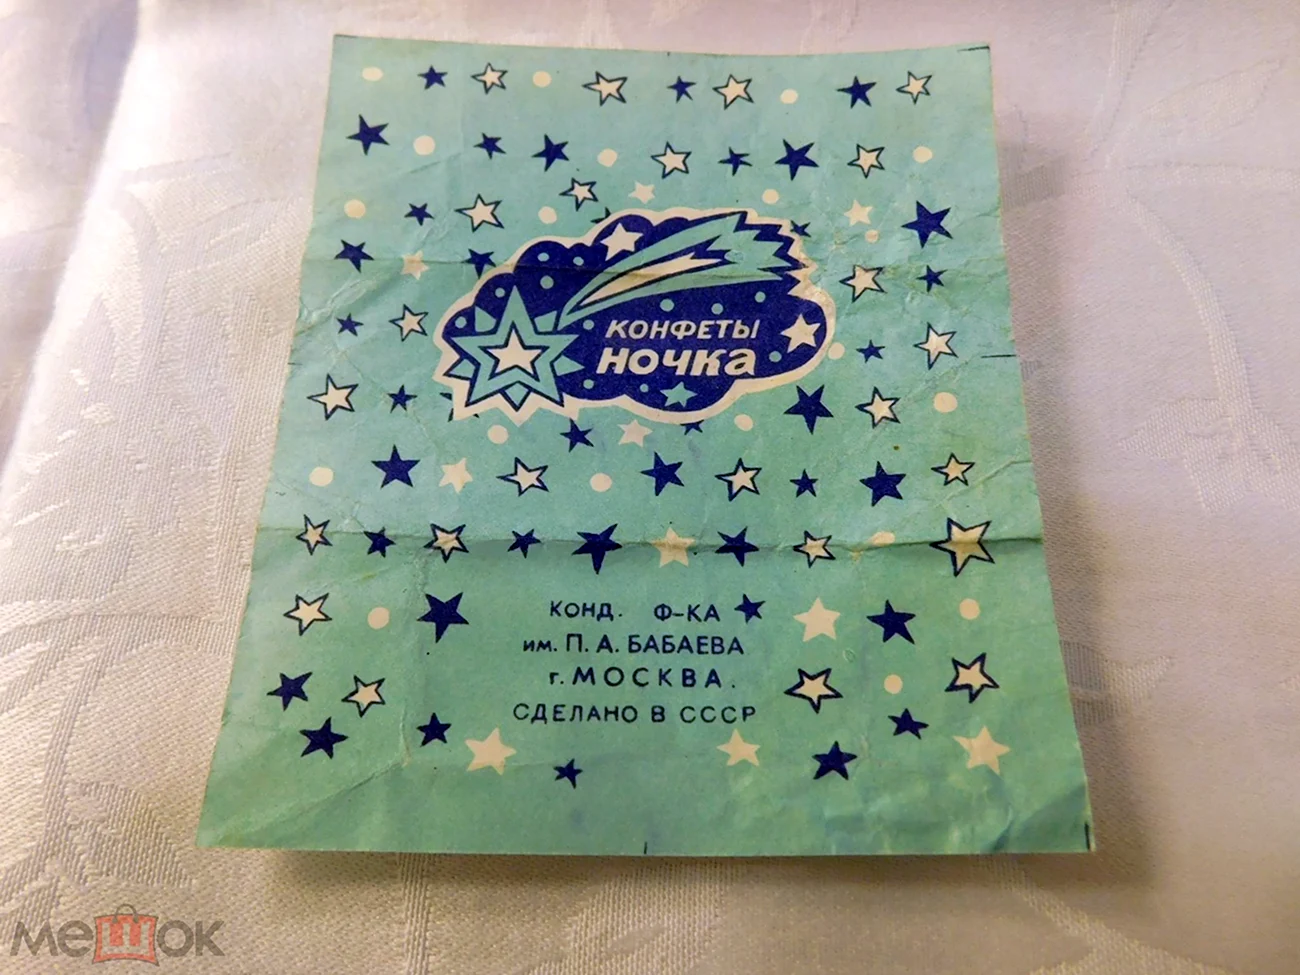 КОНФЕТЫ
НОЧКА
КОНД. Ф-КА
им. П. А. БАБАЕВА
г. МОСКВА.
СДЕЛАНО В СССР
мешок